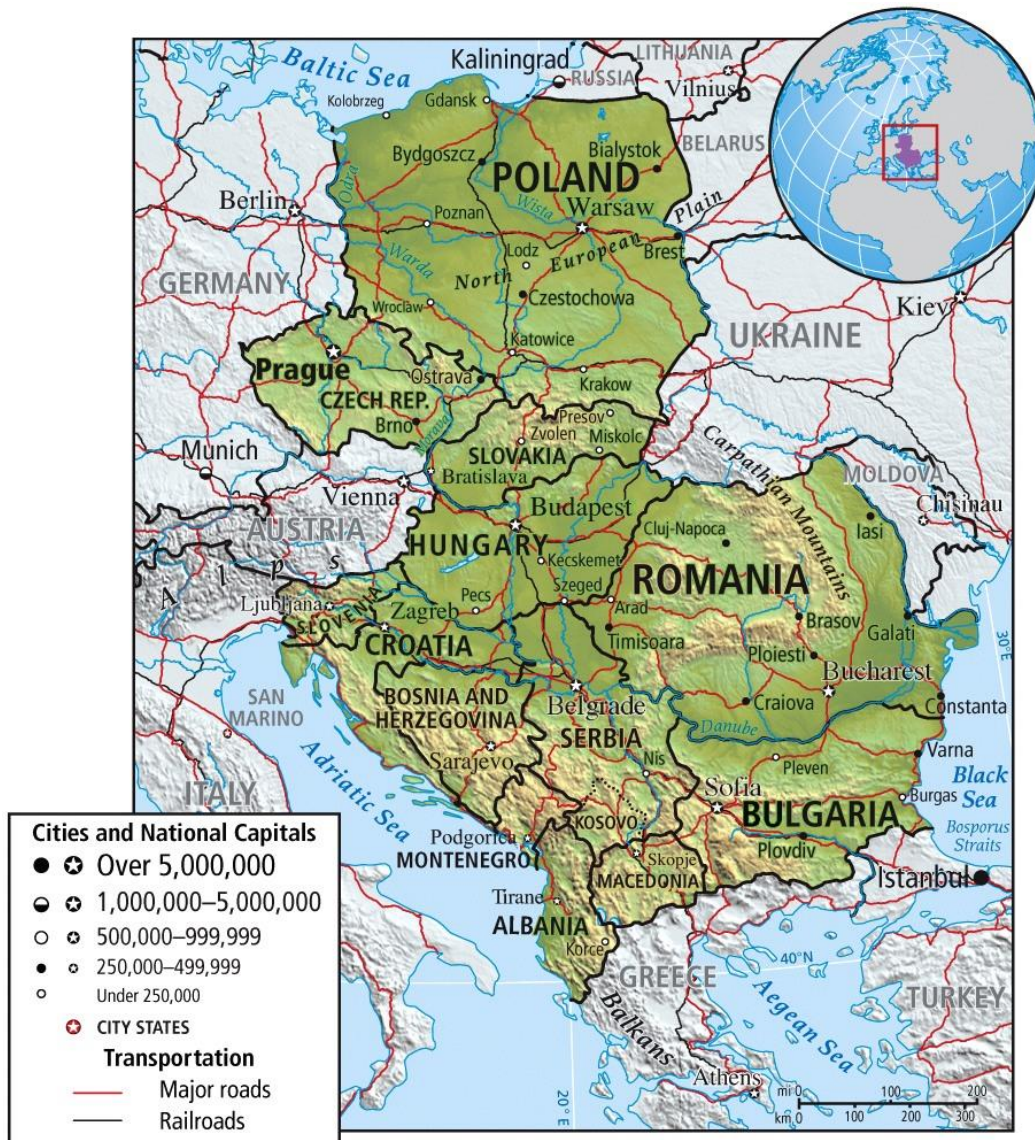 Baltic Sea
Kaliningrad
LITHUANIA
RUSSIA
Vilnius
Kolobrzeg
Gdansk
BELARUS
Bydgoszcz
Bialystok
POLAND
Berlin
Odra
Wista
Warsaw
Plain
Poznan
Brest
Lodz
European
North
Warda
GERMANY
Czestochowa
Wroclaw
Kiev
UKRAINE
Katowice
Prague
Ostrava
Krakow
CZECH REP.
Brno
Morava
Presov
Zvolen
Miskolc
SLOVAKIA
Munich
Bratislava
Vienna
Carpathian Mountains
MOLDOVA
Chisinau
AUSTRIA
Budapest
Iasi
HUNGARY
Cluj-Napoca
Kecskemet
Alps
ROMANIA
Szeged
Ljubljana
Pecs
Arad
SLOVENIA
Zagreb
Brasov
Galati
CROATIA
Timisoara
Ploiesti
30°E
Bucharest
BOSNIA AND
HERZEGOVINA
SAN
MARINO
Belgrade
Craiova
Constanta
Danube
SERBIA
Sarajevo
Adriatic Sea
Nis
Varna
Pleven
Black
Sea
Sofia
ITALY
KOSOVO
BULGARIA
Burgas
Bosporus
Straits
Podgorica
Plovdiv
MONTENEGRO
Skopje
MACEDONIA
Istanbul
Tirane
ALBANIA
Korce
GREECE
40°N
Aegean Sea
TURKEY
Balkans
Athens
20°E
mi 0 100 200
km 0 100 200 300
Cities and National Capitals
Over 5,000,000
1,000,000–5,000,000
500,000–999,999
250,000–499,999
Under 250,000
CITY STATES
Transportation
Major roads
Railroads